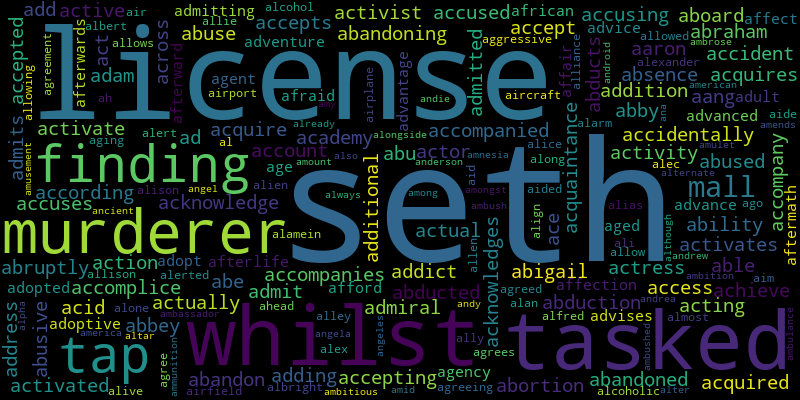 add active air admitting alcohol activist accused african accusing aboard affect
albert allie accepts adventure abandoning accept aggressive advice allowed abraham ambrose
accepted allows act across abuse license admitted affair abducts aaron alexander accident
agreement afterwards adam afterward agent afraid airplane advantage andie aircraft alliance android absence acquires
allowing ah airport my already alongside addition american aang adult
activate alert ad acquire academy accompanied alice abby ana advanced aide
admits aging al account abu actor amnesia along acquaintance alarm accidentally amends
finding age amount also anderson aid activity alec abused amulet accompany
amusement according alison angel alien additional always among amongst aided ace alternate mall
accuses ancient acknowledge seth ambush align alias advance ago aftermath
murderer alamein actual acknowledges aged ability
abruptly action afterlife allen ali allow although activates
adopted allison alerted abe accompanies addict abigail actress andrew able ambition
accomplice admit afford abducted agreed affection access aim achieve
address alpha acid actually ahead admiral andy alan abduction andrea acting
adoptive alone abbey ambassador alley angeles whilst alfred advises almost
abusive america altar angela ally tasked ambushed ambulance
tap agree alex agrees
activated alive ammunition abandon adding accepting agency abortion abandoned acquired
airfield albright ambitious amid agreeing alcoholic alter